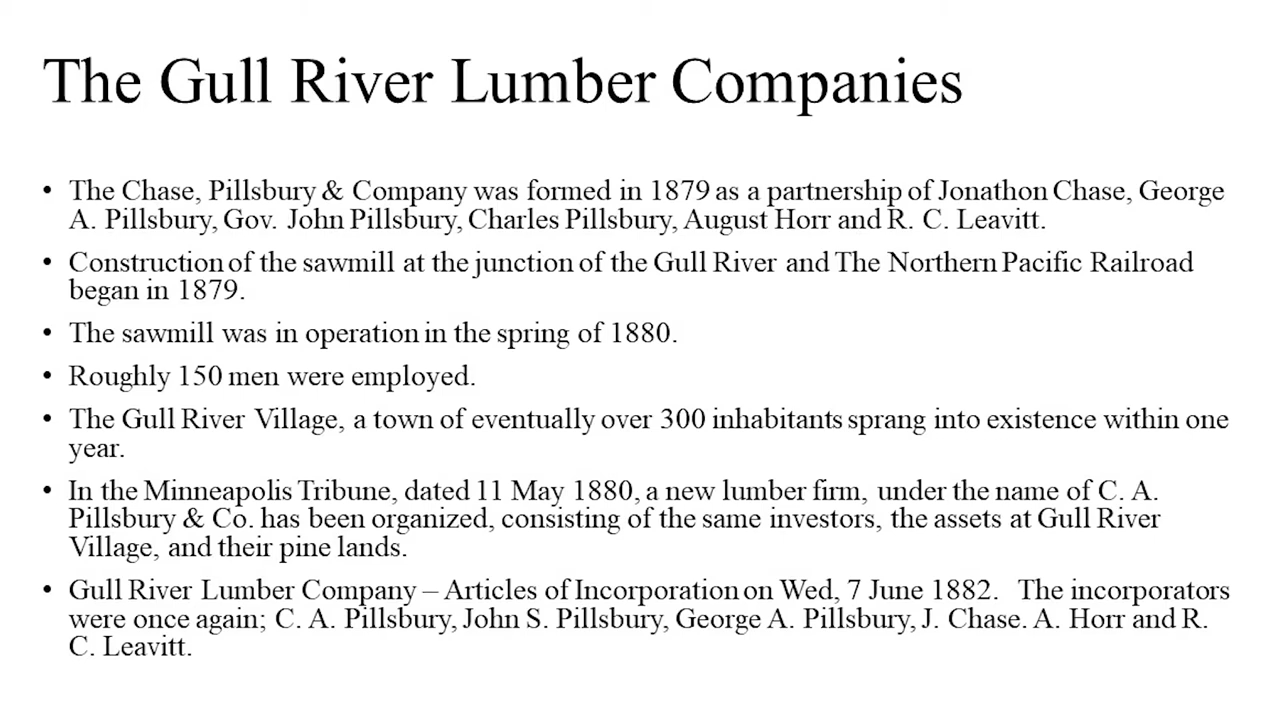 The Gull River Lumber Companies
• The Chase, Pillsbury & Company was formed in 1879 as a partnership of Jonathon Chase, George
A. Pillsbury, Gov. John Pillsbury, Charles Pillsbury, August Horr and R. C. Leavitt.
• Construction of the sawmill at the junction of the Gull River and The Northern Pacific Railroad
began in 1879.
• The sawmill was in operation in the spring of 1880.
• Roughly 150 men were employed.
• The Gull River Village, a town of eventually over 300 inhabitants sprang into existence within one
year.
• In the Minneapolis Tribune, dated 11 May 1880, a new lumber firm, under the name of C. A.
Pillsbury & Co. has been organized, consisting of the same investors, the assets at Gull River
Village, and their pine lands.
• Gull River Lumber Company – Articles of Incorporation on Wed, 7 June 1882. The incorporators
were once again; C. A. Pillsbury, John S. Pillsbury, George A. Pillsbury, J. Chase. A. Horr and R.
C. Leavitt.